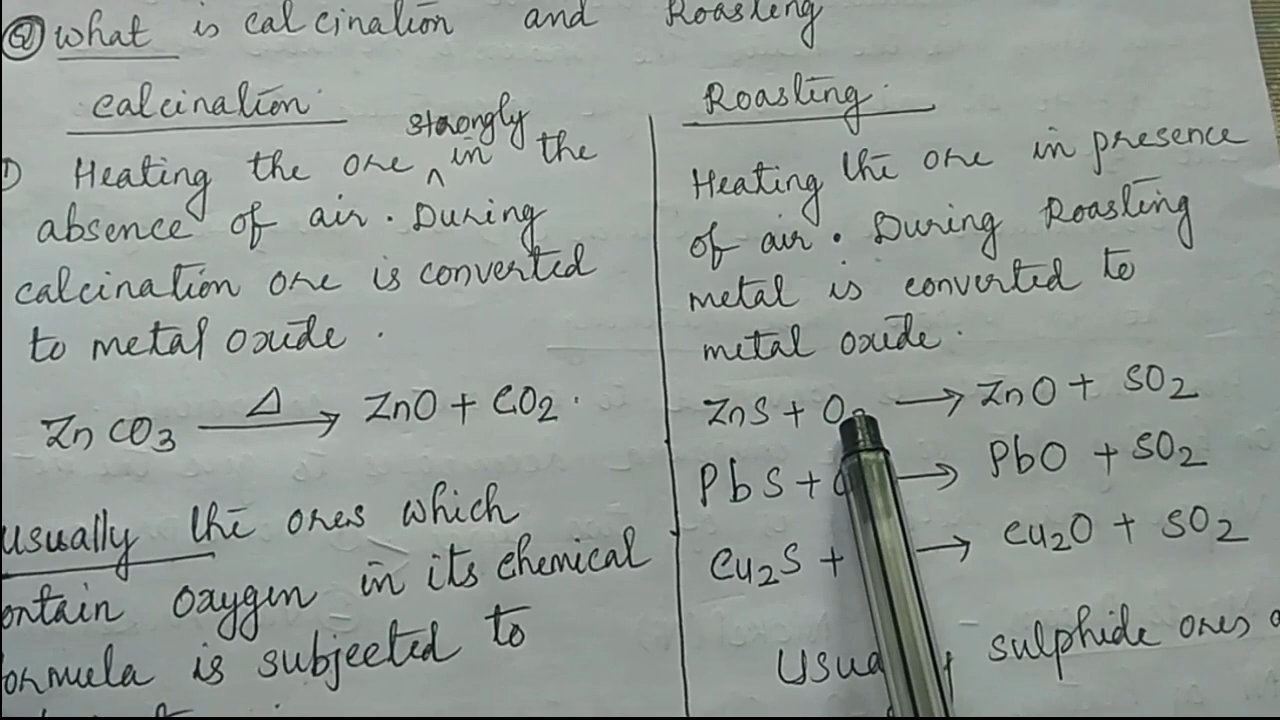 Q what is calcination and Roasting
calcination
1) Heating the ore strongly in the
absence of air. During
calcination ore is converted
to metal oxide.
ZnCO3 —Δ→ ZnO + CO2.
Usually the ores which
contain oxygen in its chemical
formula is subjected to
Roasting.
Heating the ore in presence
of air. During Roasting
metal is converted to
metal oxide.
ZnS + O2 → ZnO + SO2
PbS + → PbO + SO2
Cu2S + → Cu2O + SO2
sulphide ores